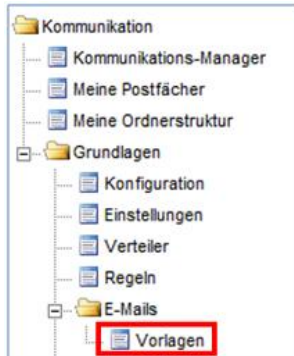 Kommunikation
Kommunikations-Manager
Meine Postfächer
Meine Ordnerstruktur
Grundlagen
Konfiguration
Einstellungen
Verteiler
Regeln
E-Mails
Vorlagen